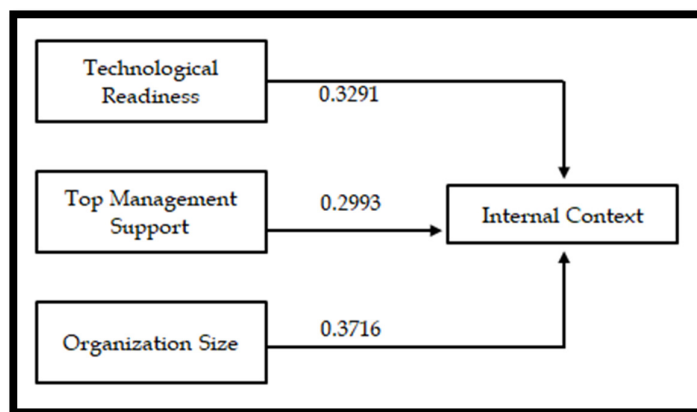 Technological
Readiness
0.3291
Top Management
Support
0.2993
Internal Context
Organization Size
0.3716